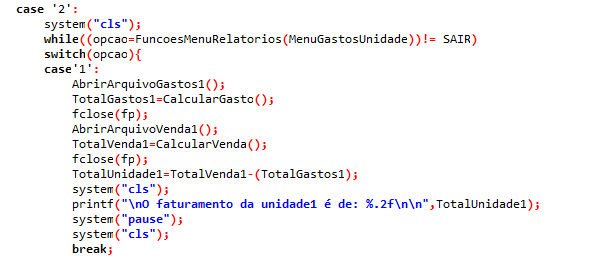 case '2':
system("cls");
while((opcao=FuncoesMenuRelatorios(MenuGastosUnidade))!= SAIR)
switch(opcao){
case'1':
AbrirArquivoGastos1();
TotalGastos1=CalcularGasto();
fclose(fp);
AbrirArquivoVenda1();
TotalVenda1=CalcularVenda();
fclose(fp);
TotalUnidade1=TotalVenda1-(TotalGastos1);
system("cls");
printf("\nO faturamento da unidade1 é de: %.2f\n\n",TotalUnidade1);
system("pause");
system("cls");
break;